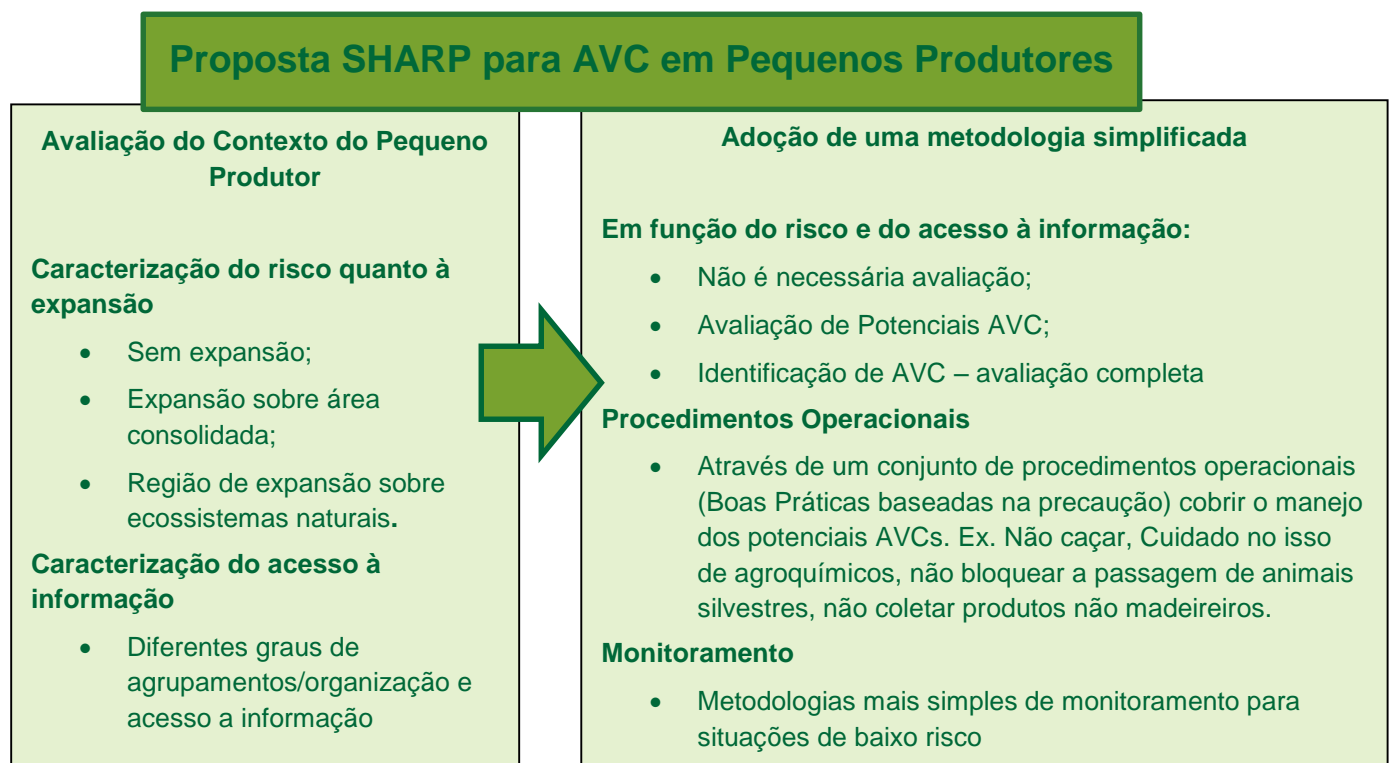 Proposta SHARP para AVC em Pequenos Produtores
Avaliação do Contexto do Pequeno
Produtor
Caracterização do risco quanto à
expansão
• Sem expansão;
• Expansão sobre área
consolidada;
• Região de expansão sobre
ecossistemas naturais.
Caracterização do acesso à
informação
• Diferentes graus de
agrupamentos/organização e
acesso a informação
Adoção de uma metodologia simplificada
Em função do risco e do acesso à informação:
• Não é necessária avaliação;
• Avaliação de Potenciais AVC;
• Identificação de AVC – avaliação completa
Procedimentos Operacionais
• Através de um conjunto de procedimentos operacionais
(Boas Práticas baseadas na precaução) cobrir o manejo
dos potenciais AVCs. Ex. Não caçar, Cuidado no isso
de agroquímicos, não bloquear a passagem de animais
silvestres, não coletar produtos não madeireiros.
Monitoramento
• Metodologias mais simples de monitoramento para
situações de baixo risco